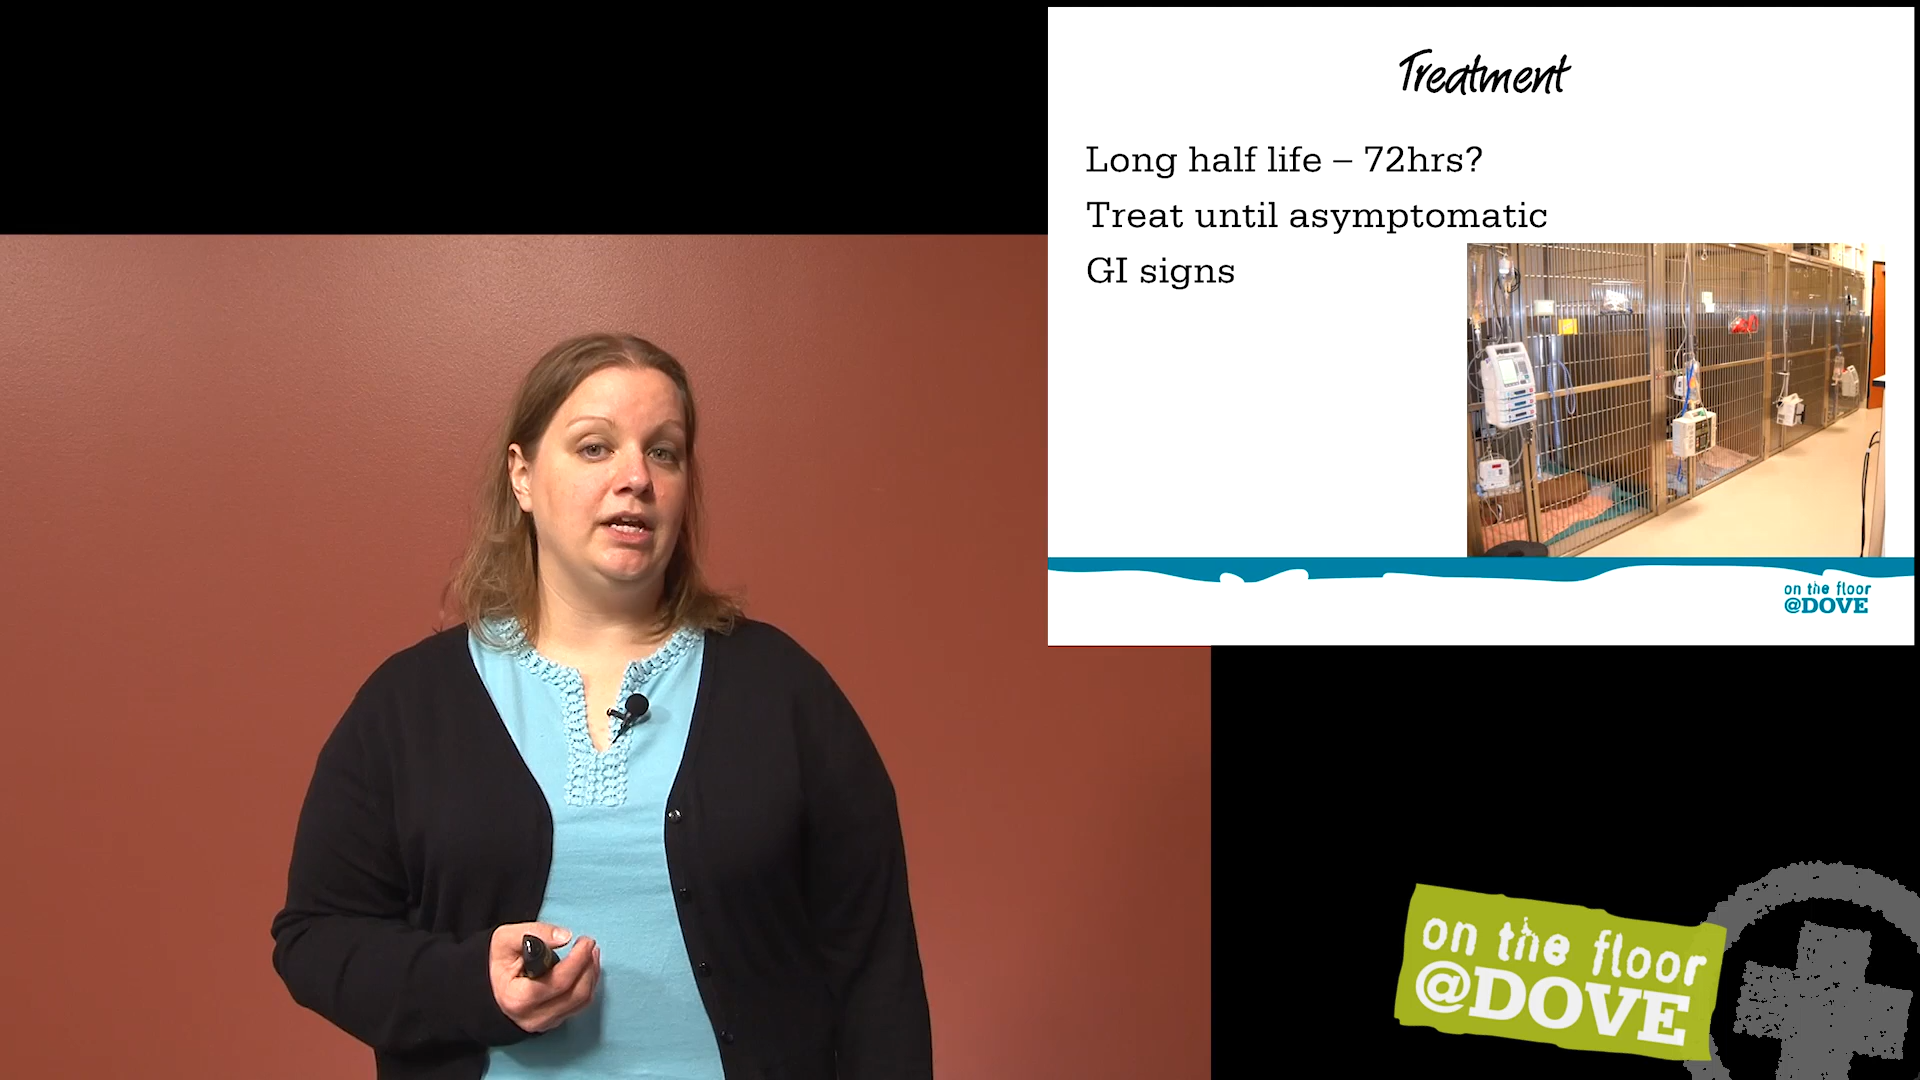 Treatment
Long half life – 72hrs?
Treat until asymptomatic
GI signs
on the floor
@DOVE
on the floor
@DOVE